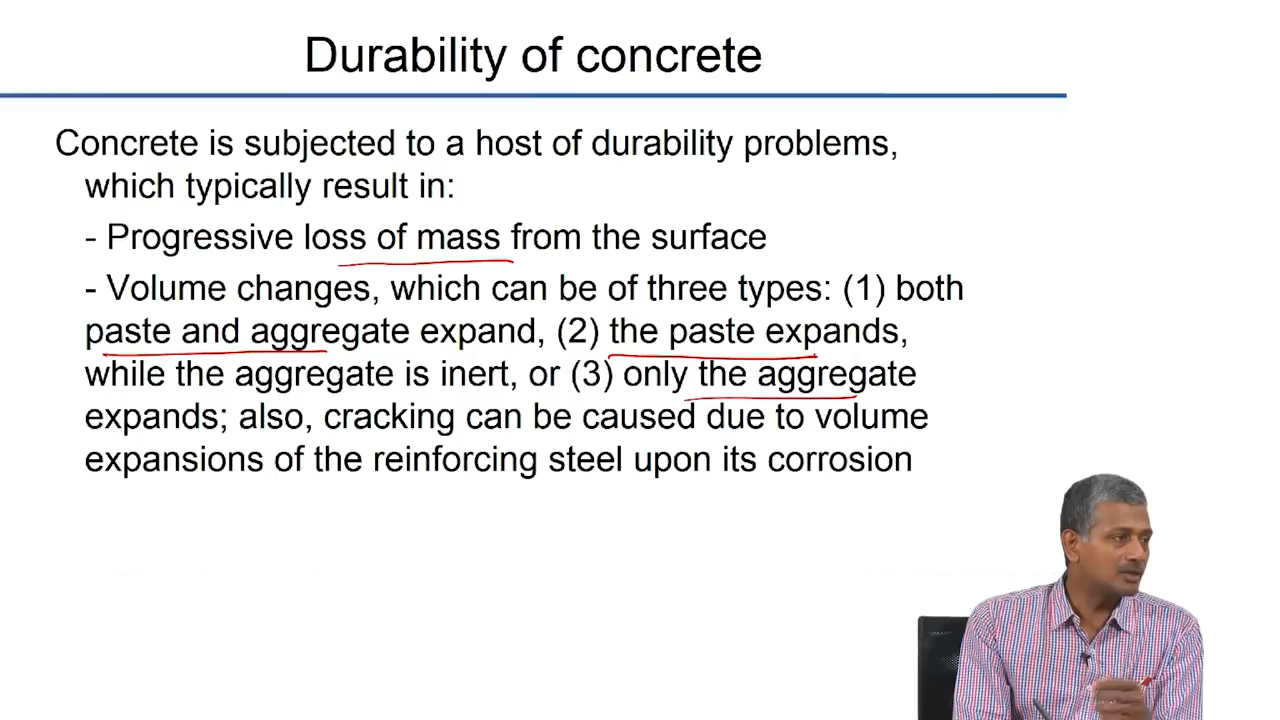 Durability of concrete
Concrete is subjected to a host of durability problems,
which typically result in:
- Progressive loss of mass from the surface
- Volume changes, which can be of three types: (1) both
paste and aggregate expand, (2) the paste expands,
while the aggregate is inert, or (3) only the aggregate
expands; also, cracking can be caused due to volume
expansions of the reinforcing steel upon its corrosion